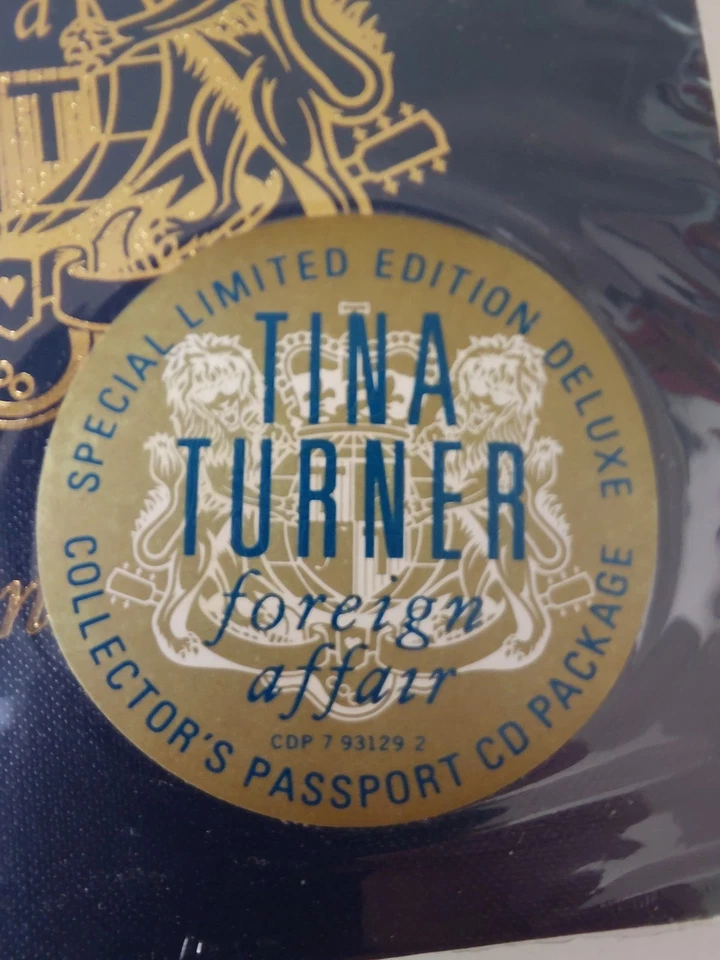 a
T
SPECIAL LIMITED EDITION DELUXE
TINA
TURNER
foreign
affair
CDP 7 93129 2
COLLECTOR'S PASSPORT CD PACKAGE